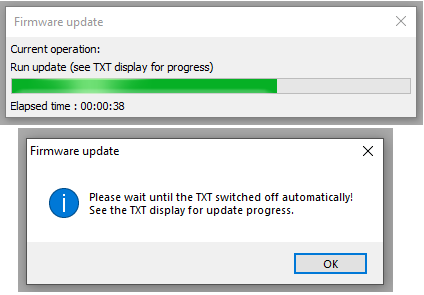 Firmware update
Current operation:
Run update (see TXT display for progress)
Elapsed time : 00:00:38
Firmware update
Please wait until the TXT switched off automatically!
See the TXT display for update progress.
OK